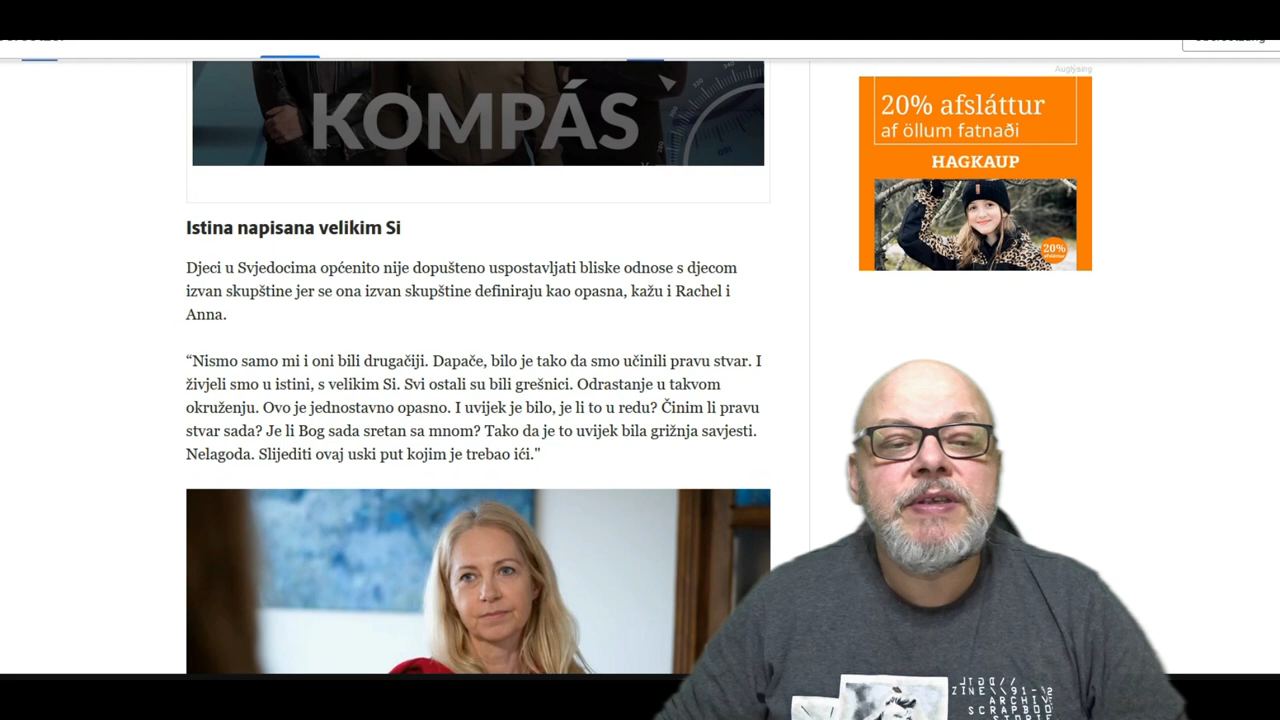 KOMPÁS
Auglýsing
20% afsláttur
af öllum fatnaði
HAGKAUP
20%
afsláttur
Istina napisana velikim Si
Djeci u Svjedocima općenito nije dopušteno uspostavljati bliske odnose s djecom
izvan skupštine jer se ona izvan skupštine definiraju kao opasna, kažu i Rachel i
Anna.
“Nismo samo mi i oni bili drugačiji. Dapače, bilo je tako da smo učinili pravu stvar. I
živjeli smo u istini, s velikim Si. Svi ostali su bili grešnici. Odrastanje u takvom
okruženju. Ovo je jednostavno opasno. I uvijek je bilo, je li to u redu? Činim li pravu
stvar sada? Je li Bog sada sretan sa mnom? Tako da je to uvijek bila grižnja savjesti.
Nelagoda. Slijediti ovaj uski put kojim je trebao ići."
ARCHIV